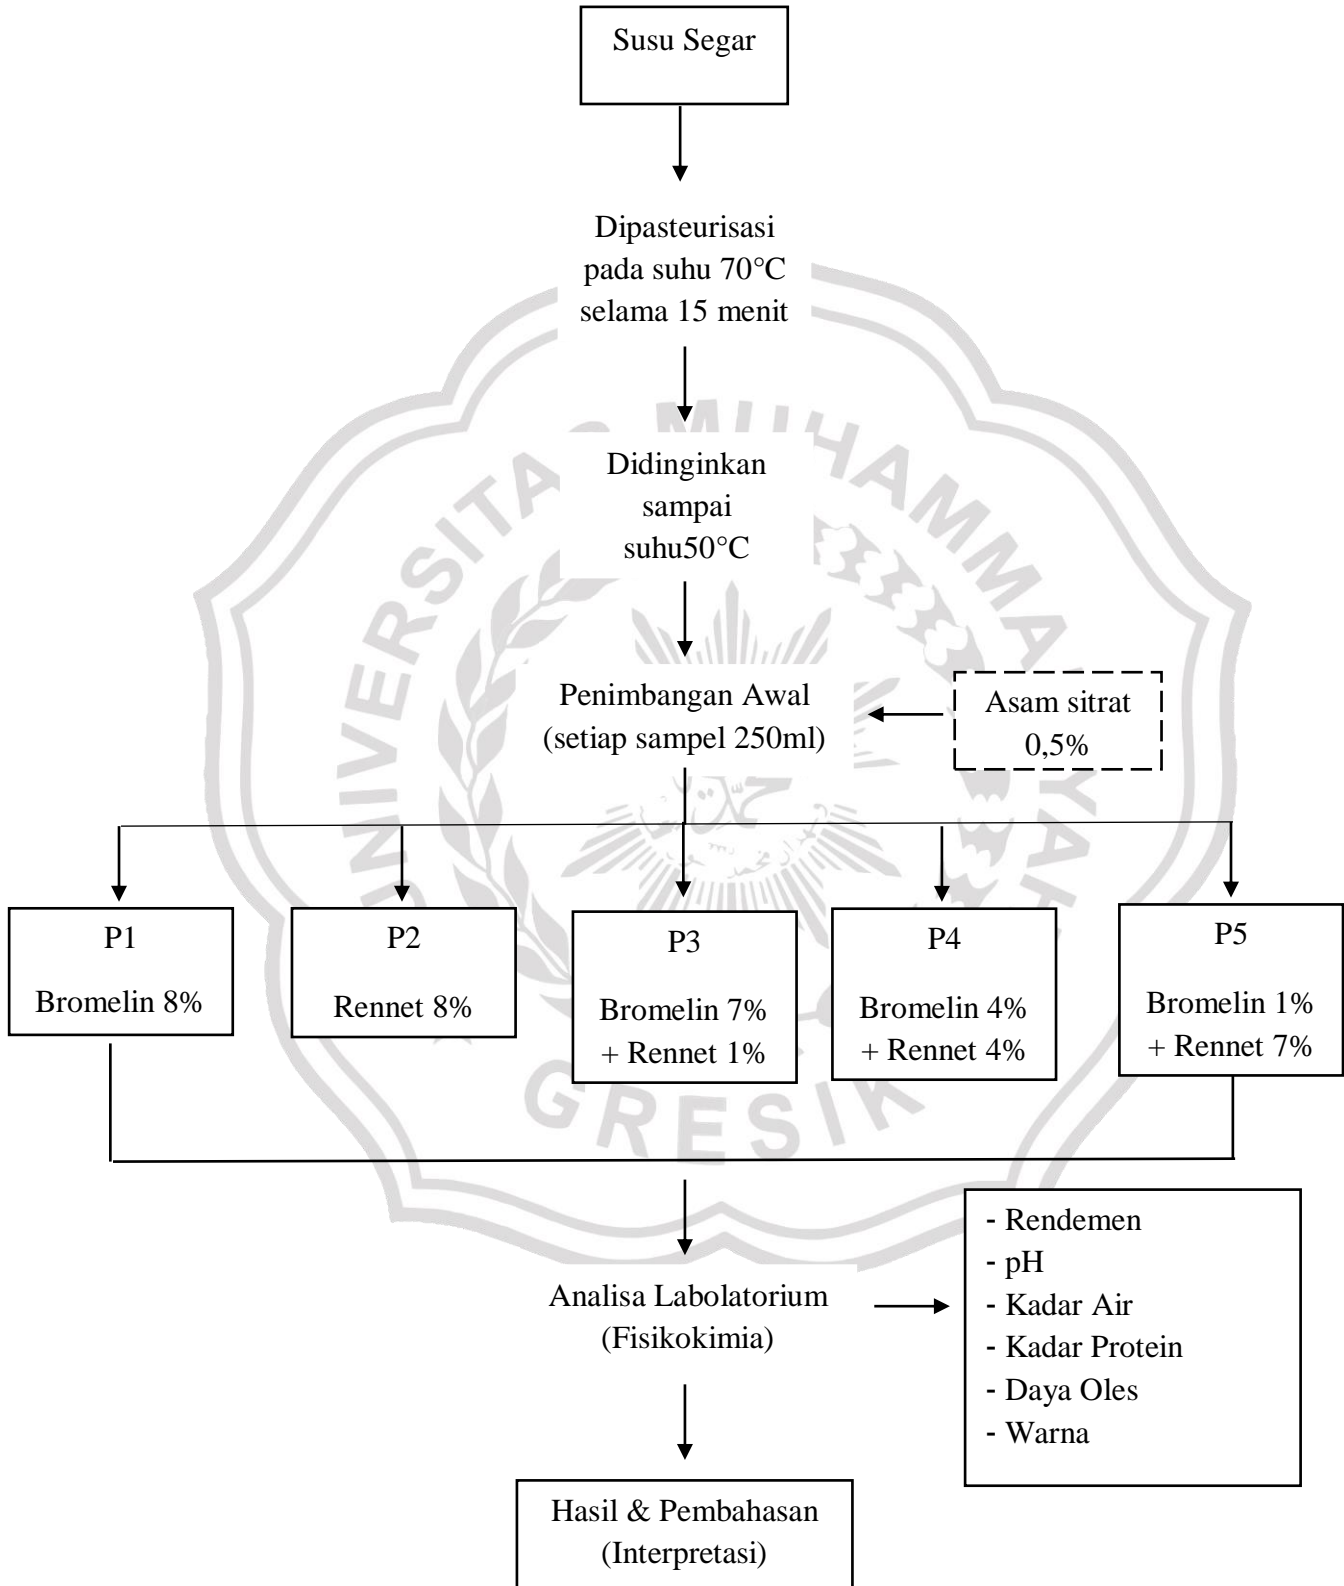 Susu Segar
Dipasteurisasi
pada suhu 70°C
selama 15 menit
Didinginkan
sampai
suhu50°C
Penimbangan Awal
(setiap sampel 250ml)
Asam sitrat
0,5%
P1
Bromelin 8%
P2
Rennet 8%
P3
Bromelin 7%
+ Rennet 1%
P4
Bromelin 4%
+ Rennet 4%
P5
Bromelin 1%
+ Rennet 7%
Analisa Labolatorium
(Fisikokimia)
- Rendemen
- pH
- Kadar Air
- Kadar Protein
- Daya Oles
- Warna
Hasil & Pembahasan
(Interpretasi)
GRESIK